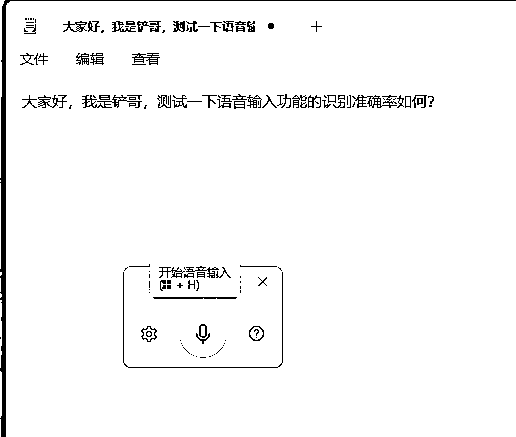 大家好，我是铲哥，测试一下语音输
文件 编辑 查看
大家好，我是铲哥，测试一下语音输入功能的识别准确率如何？
开始语音输入
(⊞ + H)